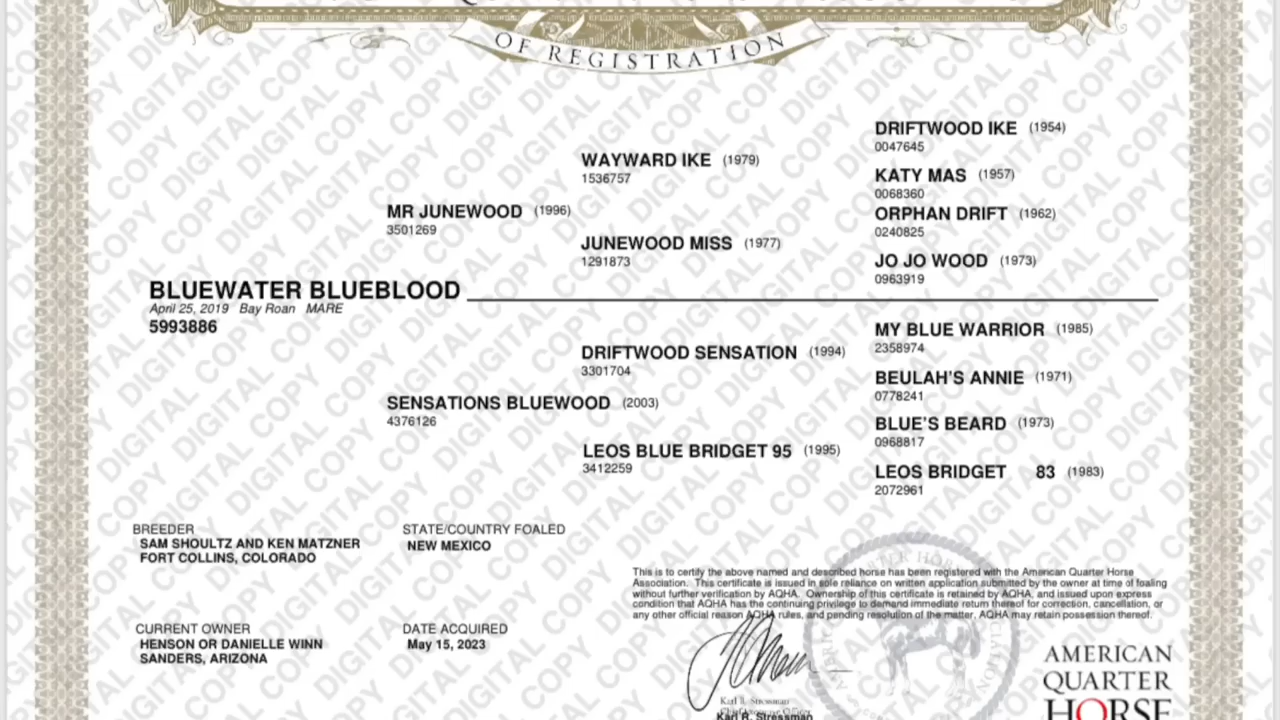 OF REGISTRATION
DRIFTWOOD IKE (1954)
0047645
WAYWARD IKE (1979)
1536757
KATY MAS (1957)
0068360
MR JUNEWOOD (1996)
3501269
ORPHAN DRIFT (1962)
0240825
JUNEWOOD MISS (1977)
1291873
JO JO WOOD (1973)
0963919
BLUEWATER BLUEBLOOD
April 25, 2019 Bay Roan MARE
5993886
MY BLUE WARRIOR (1985)
2358974
DRIFTWOOD SENSATION (1994)
3301704
BEULAH'S ANNIE (1971)
0778241
SENSATIONS BLUEWOOD (2003)
4376126
BLUE'S BEARD (1973)
0968817
LEOS BLUE BRIDGET 95 (1995)
3412259
LEOS BRIDGET 83 (1983)
2072961
BREEDER
SAM SHOULTZ AND KEN MATZNER
FORT COLLINS, COLORADO
STATE/COUNTRY FOALED
NEW MEXICO
This is to certify the above named and described horse has been registered with the American Quarter Horse
Association. This certificate is issued in sole reliance on written application submitted by the owner at time of foaling
without further verification by AQHA. Ownership of this certificate is retained by AQHA, and issued upon express
condition that AQHA has the continuing privilege to demand immediate return thereof for correction, cancellation, or
any other official reason AQHA rules, and pending resolution of the matter, AQHA may retain possession thereof.
CURRENT OWNER
HENSON OR DANIELLE WINN
SANDERS, ARIZONA
DATE ACQUIRED
May 15, 2023
Karl R. Stressman
Karl R. Stressman
AMERICAN
QUARTER
HORSE
DIGITAL COPY